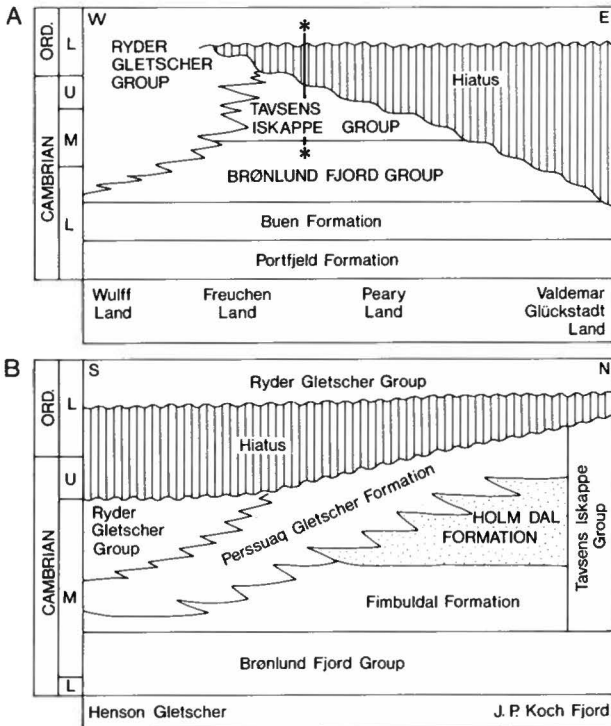 A
W
E
ORD.
L
RYDER
GLETSCHER
GROUP
*
Hiatus
CAMBRIAN
U
M
L
TAVSENS
ISKAPPE GROUP
*
BRØNLUND FJORD GROUP
Buen Formation
Portfjeld Formation
Wulff
Land
Freuchen
Land
Peary
Land
Valdemar
Glückstadt
Land
B
S
N
ORD.
L
Ryder Gletscher Group
Hiatus
CAMBRIAN
U
M
L
Ryder
Gletscher
Group
Perssuaq Gletscher Formation
HOLM DAL
FORMATION
Tavsens Iskappe
Group
Fimbuldal Formation
Brønlund Fjord Group
Henson Gletscher
J. P. Koch Fjord